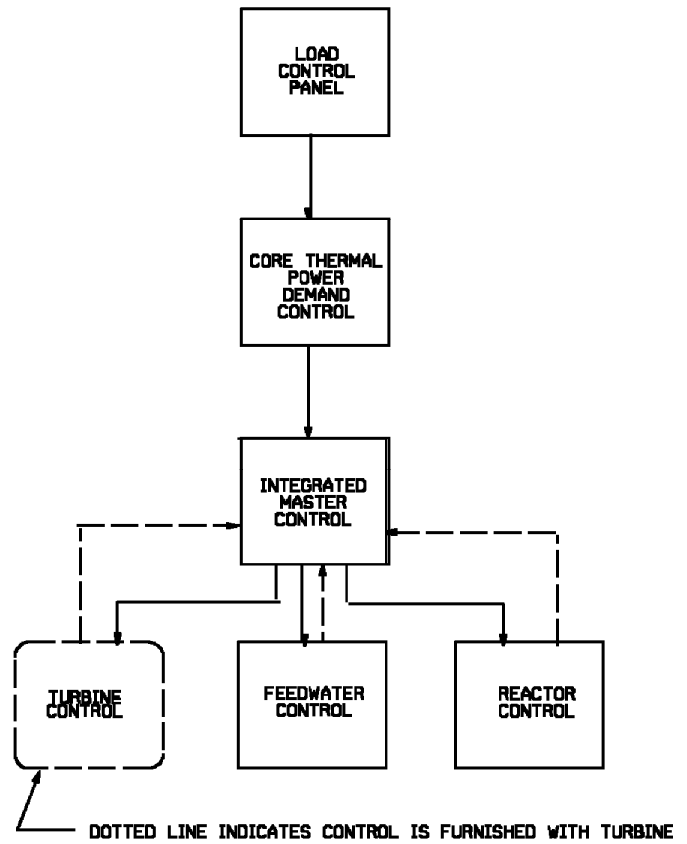 LOAD
CONTROL
PANEL
CORE THERMAL
POWER
DEMAND
CONTROL
INTEGRATED
MASTER
CONTROL
TURBINE
CONTROL
FEEDWATER
CONTROL
REACTOR
CONTROL
DOTTED LINE INDICATES CONTROL IS FURNISHED WITH TURBINE